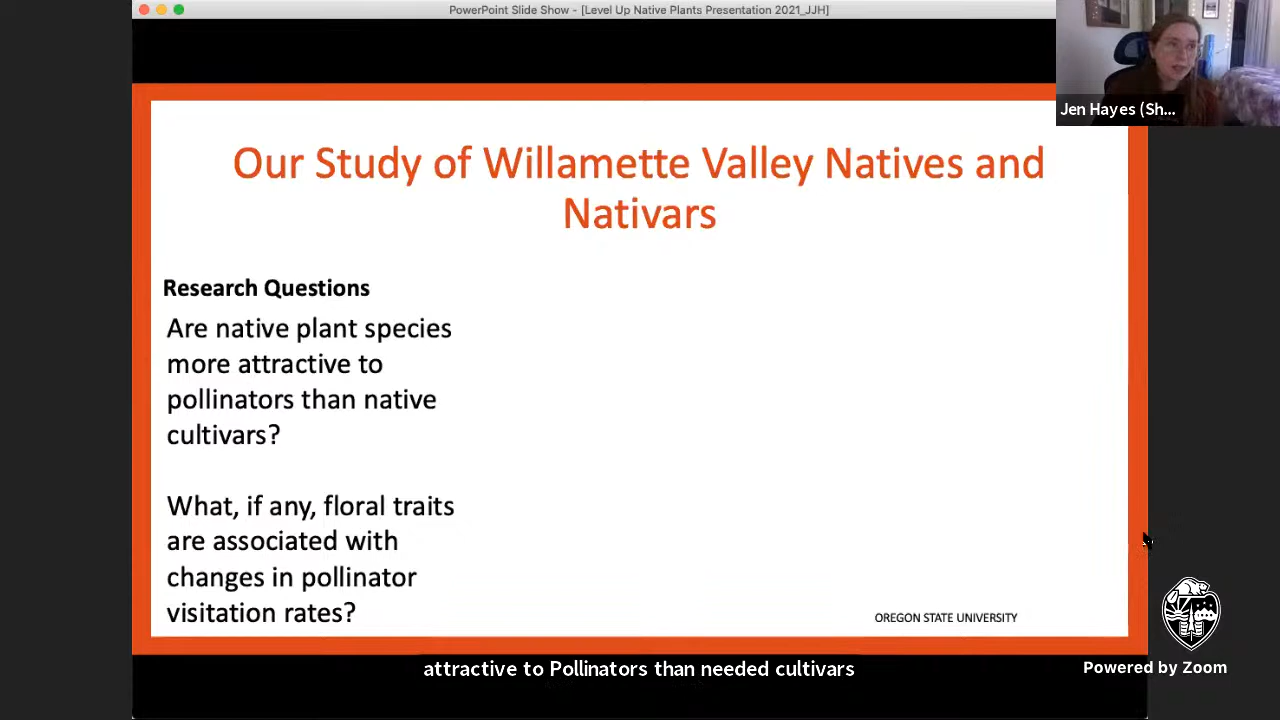 PowerPoint Slide Show - [Level Up Native Plants Presentation 2021_JJH]
Jen Hayes (Sh...
Our Study of Willamette Valley Natives and
Nativars
Research Questions
Are native plant species
more attractive to
pollinators than native
cultivars?
What, if any, floral traits
are associated with
changes in pollinator
visitation rates?
OREGON STATE UNIVERSITY
attractive to Pollinators than needed cultivars
Powered by Zoom